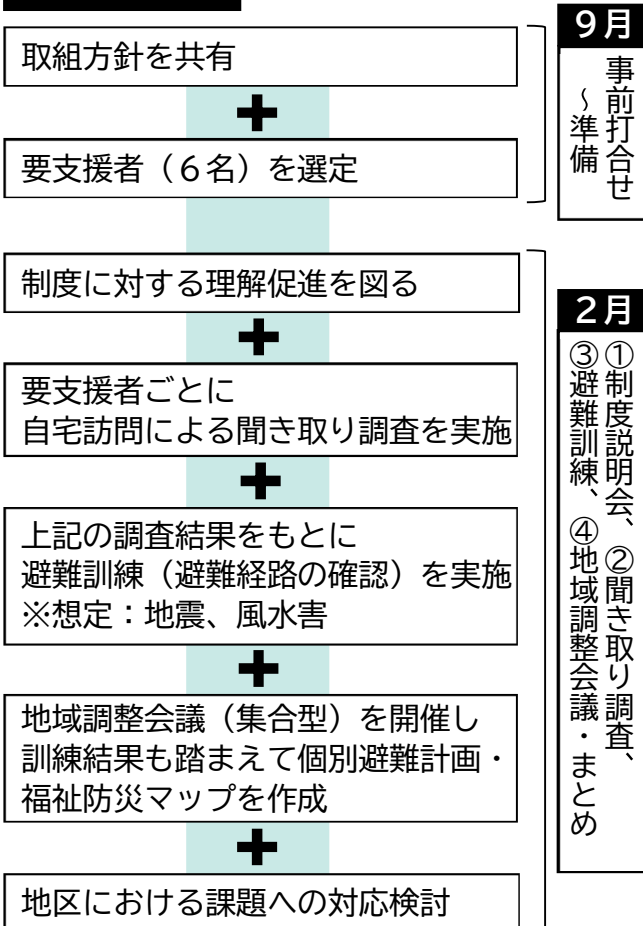 取組方針を共有
要支援者（6名）を選定
制度に対する理解促進を図る
要支援者ごとに
自宅訪問による聞き取り調査を実施
上記の調査結果をもとに
避難訓練（避難経路の確認）を実施
※想定：地震、風水害
地域調整会議（集合型）を開催し
訓練結果も踏まえて個別避難計画・
福祉防災マップを作成
地区における課題への対応検討
9月
事前打合せ
～準備
2月
①制度説明会、②聞き取り調査、
③避難訓練、④地域調整会議・まとめ